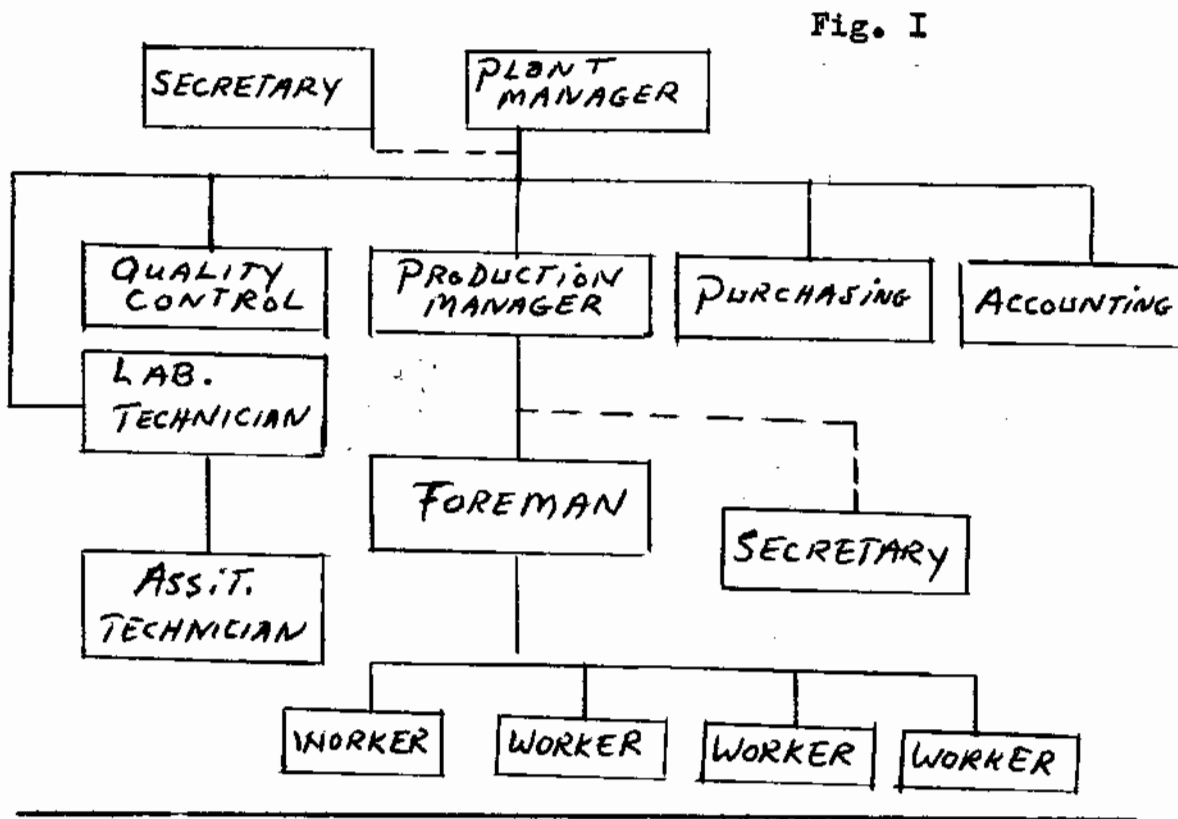 Fig. I
SECRETARY
PLANT
MANAGER
QUALITY
CONTROL
PRODUCTION
MANAGER
PURCHASING
ACCOUNTING
LAB.
TECHNICIAN
FOREMAN
SECRETARY
ASSIT.
TECHNICIAN
WORKER
WORKER
WORKER
WORKER